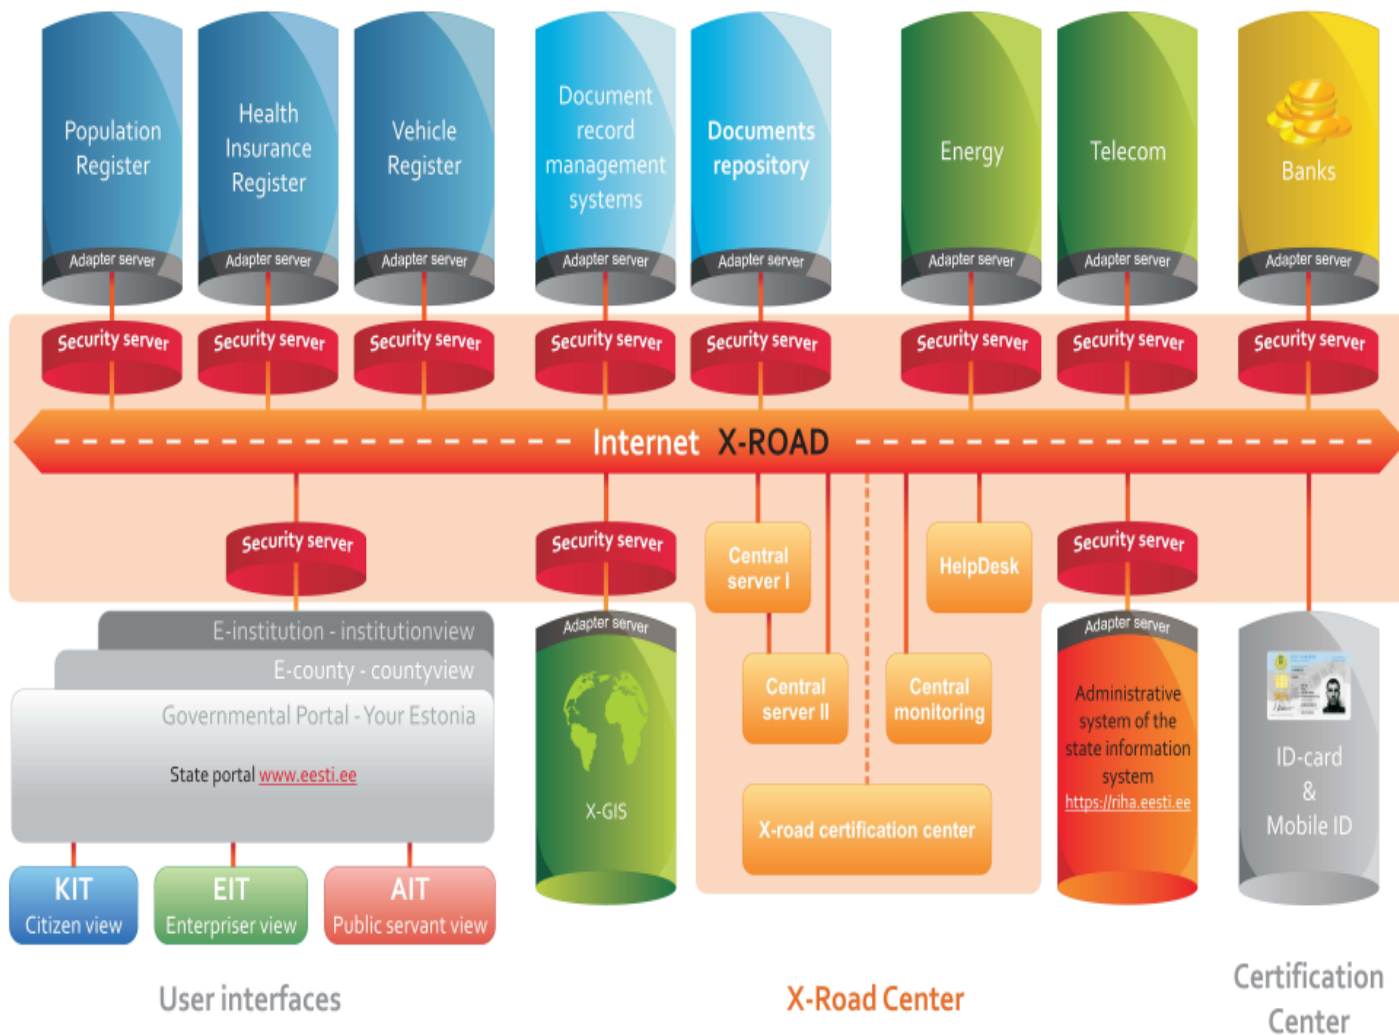 Population
Register
Adapter server
Health
Insurance
Register
Adapter server
Vehicle
Register
Adapter server
Document
record
management
systems
Adapter server
Documents
repository
Adapter server
Energy
Adapter server
Telecom
Adapter server
Banks
Adapter server
Security server
Security server
Security server
Security server
Security server
Security server
Security server
Security server
Internet X-ROAD
Security server
Security server
Central
server I
HelpDesk
Security server
E-institution - institutionview
E-county - countyview
Governmental Portal - Your Estonia
State portal www.eesti.ee
KIT
Citizen view
EIT
Enterpriser view
AIT
Public servant view
User interfaces
Adapter server
X-GIS
Central
server II
Central
monitoring
X-road certification center
X-Road Center
Adapter server
Administrative
system of the
state information
system
https://riha.eesti.ee
ID-card
&
Mobile ID
Certification
Center